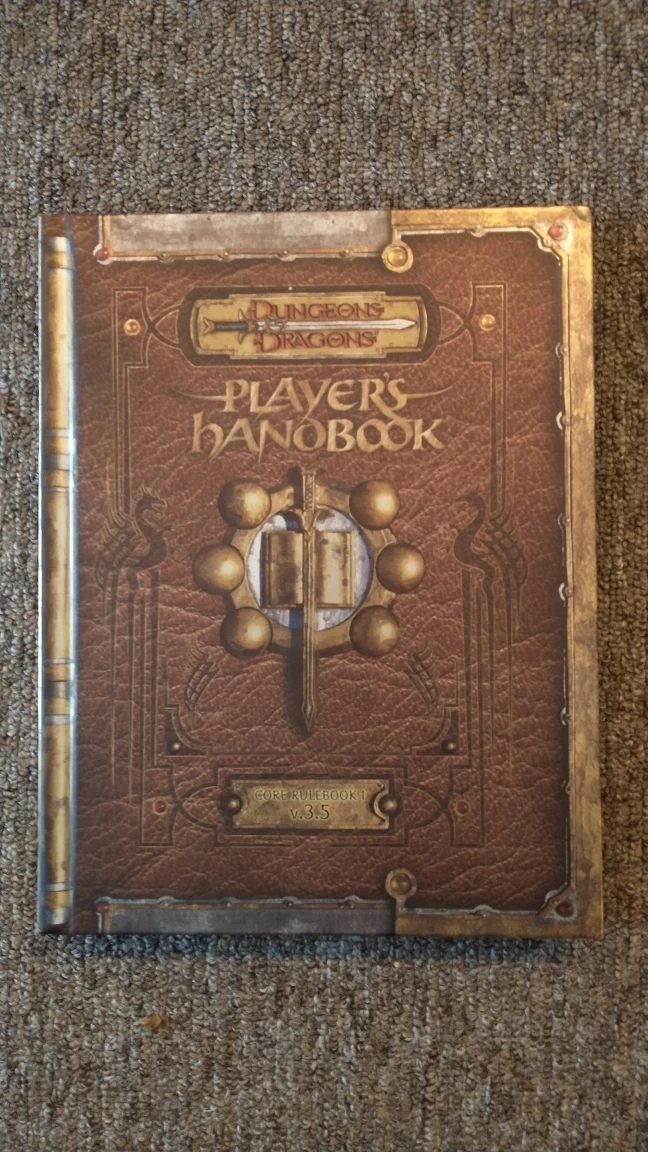 DUNGEONS
DRAGONS
PLAYER'S
HANDBOOK
CORE RULEBOOK I
v.3.5